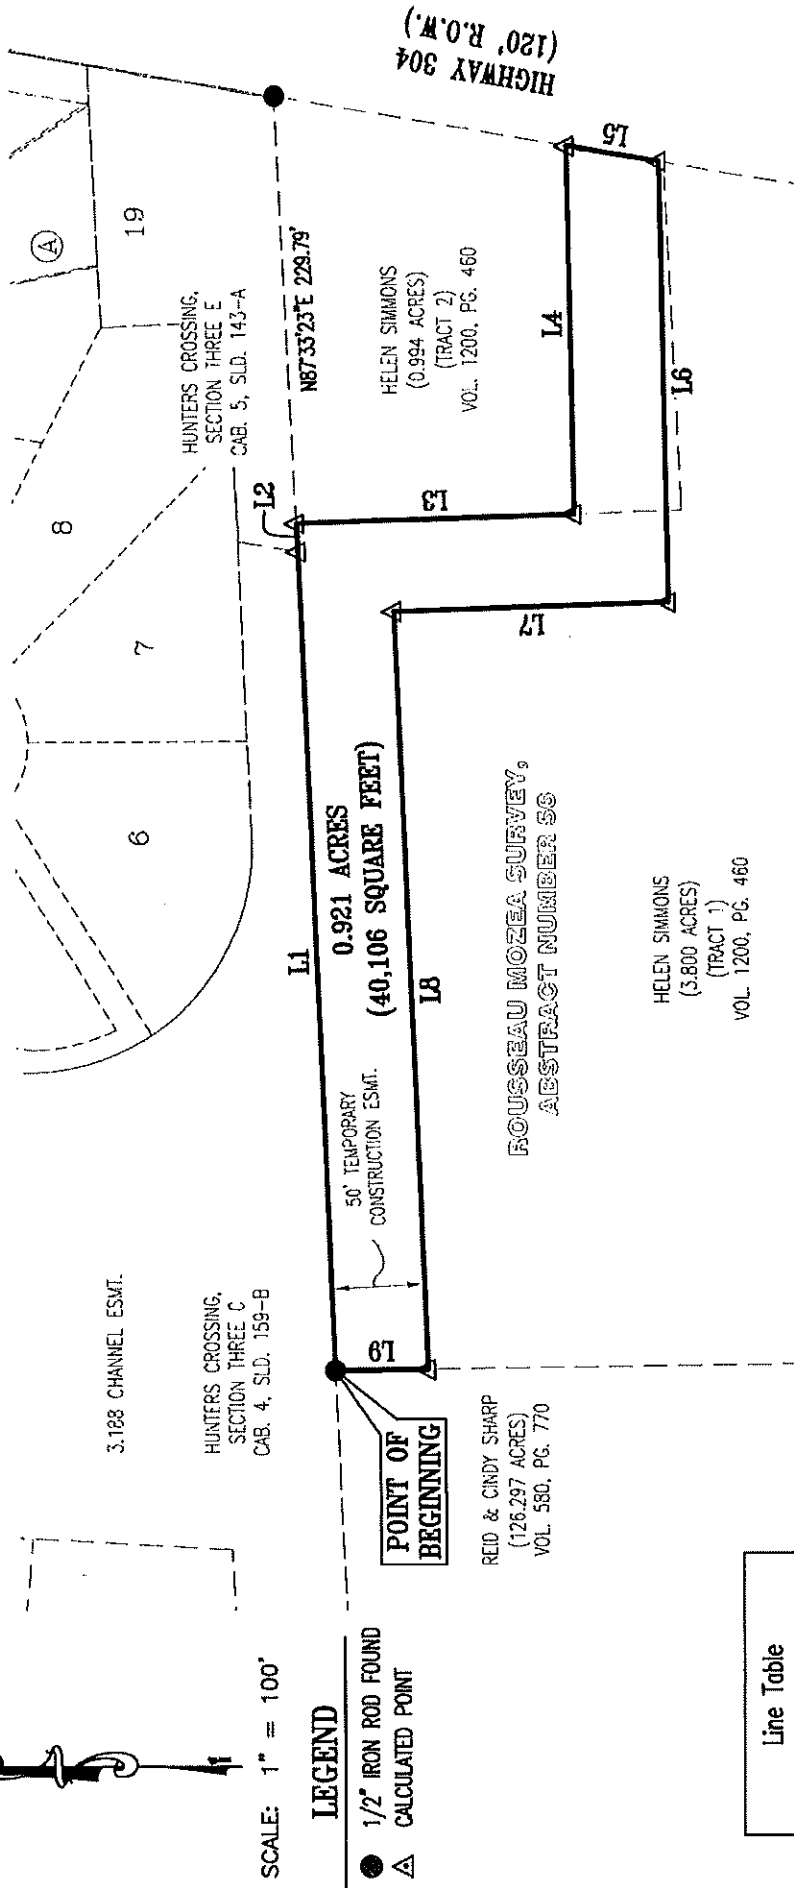 HIGHWAY 304
(120' R.O.W.)
A
19
HUNTERS CROSSING,
SECTION THREE E
CAB. 5, SLD. 143-A
8
7
6
N87°33'23"E 229.79'
L2
HELEN SIMMONS
(0.994 ACRES)
(TRACT 2)
VOL. 1200, PG. 460
L5
L4
L3
L6
L7
L1
0.921 ACRES
(40,106 SQUARE FEET)
L8
ROUSSEAU MOZEA SURVEY,
ABSTRACT NUMBER 56
HELEN SIMMONS
(3.800 ACRES)
(TRACT 1)
VOL. 1200, PG. 460
50' TEMPORARY
CONSTRUCTION ESMT.
L9
3.188 CHANNEL ESMT.
HUNTERS CROSSING,
SECTION THREE C
CAB. 4, SLD. 159-B
POINT OF
BEGINNING
REID & CINDY SHARP
(126.297 ACRES)
VOL. 580, PG. 770
SCALE: 1" = 100'
LEGEND
1/2" IRON ROD FOUND
CALCULATED POINT
Line Table